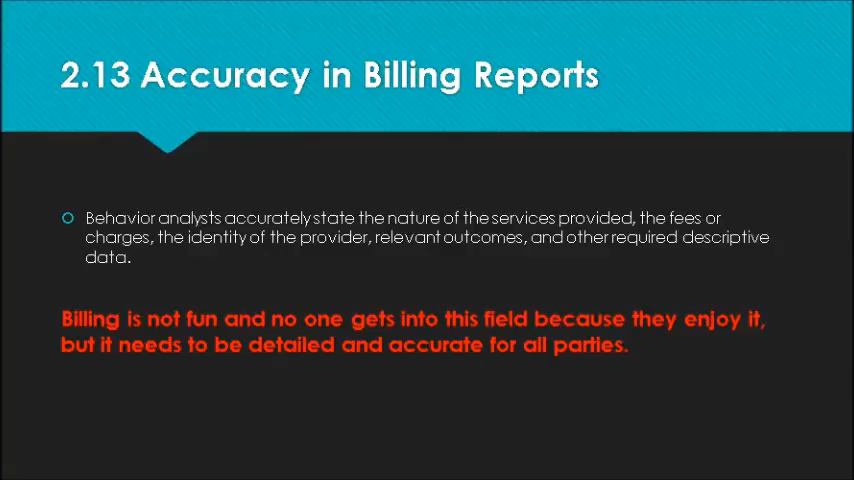 2.13 Accuracy in Billing Reports
Behavior analysts accurately state the nature of the services provided, the fees or
charges, the identity of the provider, relevant outcomes, and other required descriptive
data.
Billing is not fun and no one gets into this field because they enjoy it,
but it needs to be detailed and accurate for all parties.